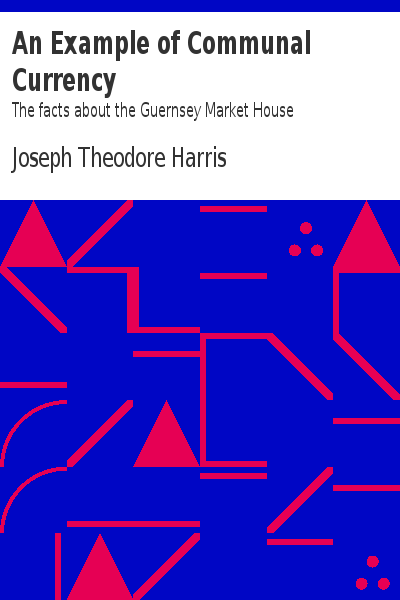 An Example of Communal
Currency
The facts about the Guernsey Market House
Joseph Theodore Harris